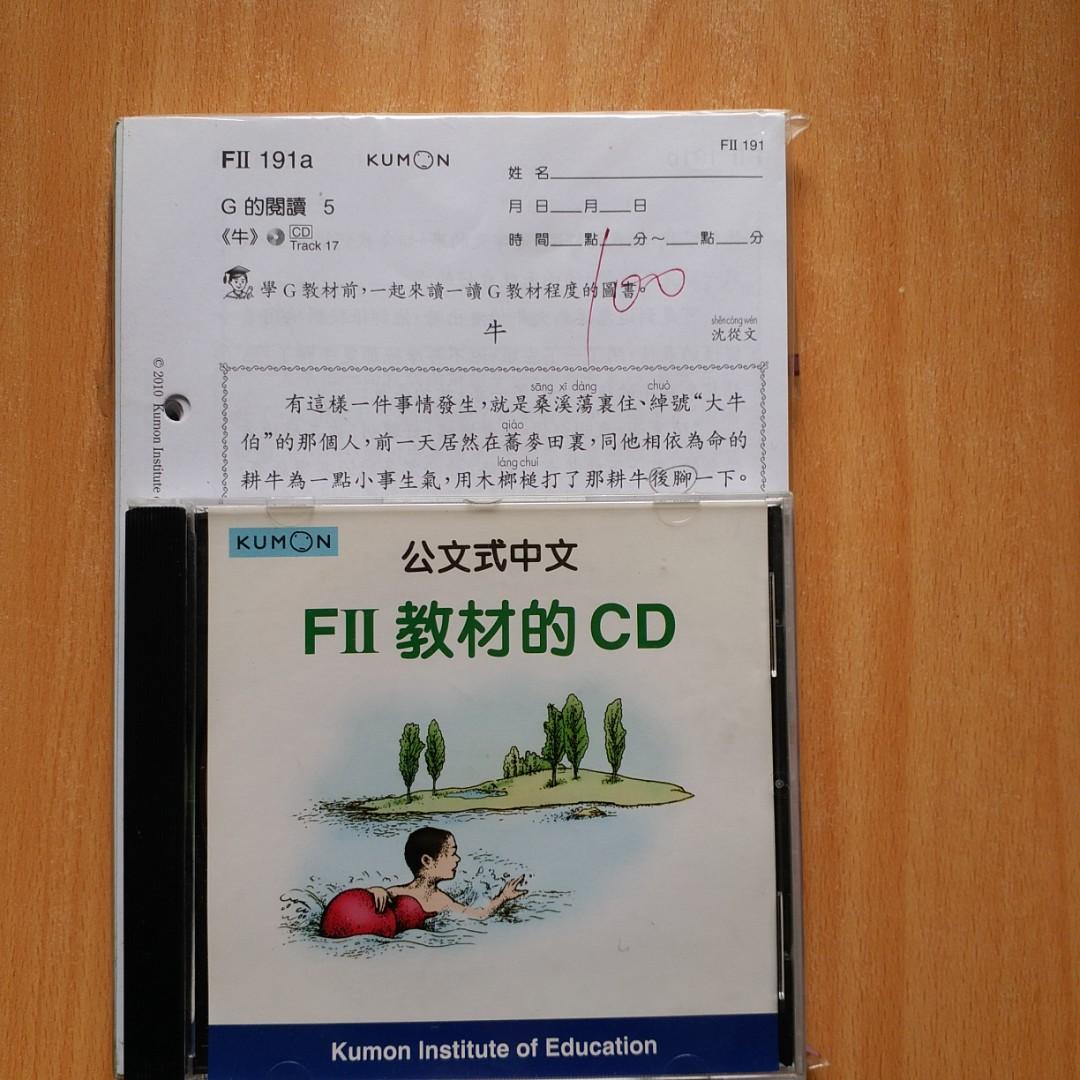 FII 191a
KUMON
FII 191
姓 名
G 的閱讀 5
月 日 月 日
《牛》 CD Track 17
時 間 點 分～ 點 分
100
學 G 教材前，一起來讀一讀 G 教材程度的圖書。
牛
shěn cóng wén
沈從文
sāng xī dàng chuò
有這樣一件事情發生，就是桑溪蕩裏住、綽號“大牛
qiáo
伯”的那個人，前一天居然在蕎麥田裏，同他相依為命的
láng chuí
耕牛為一點小事生氣，用木榔槌打了那耕牛後腳一下。
© 2010 Kumon Institute
KUMON
公文式中文
FII 教材的 CD
Kumon Institute of Education